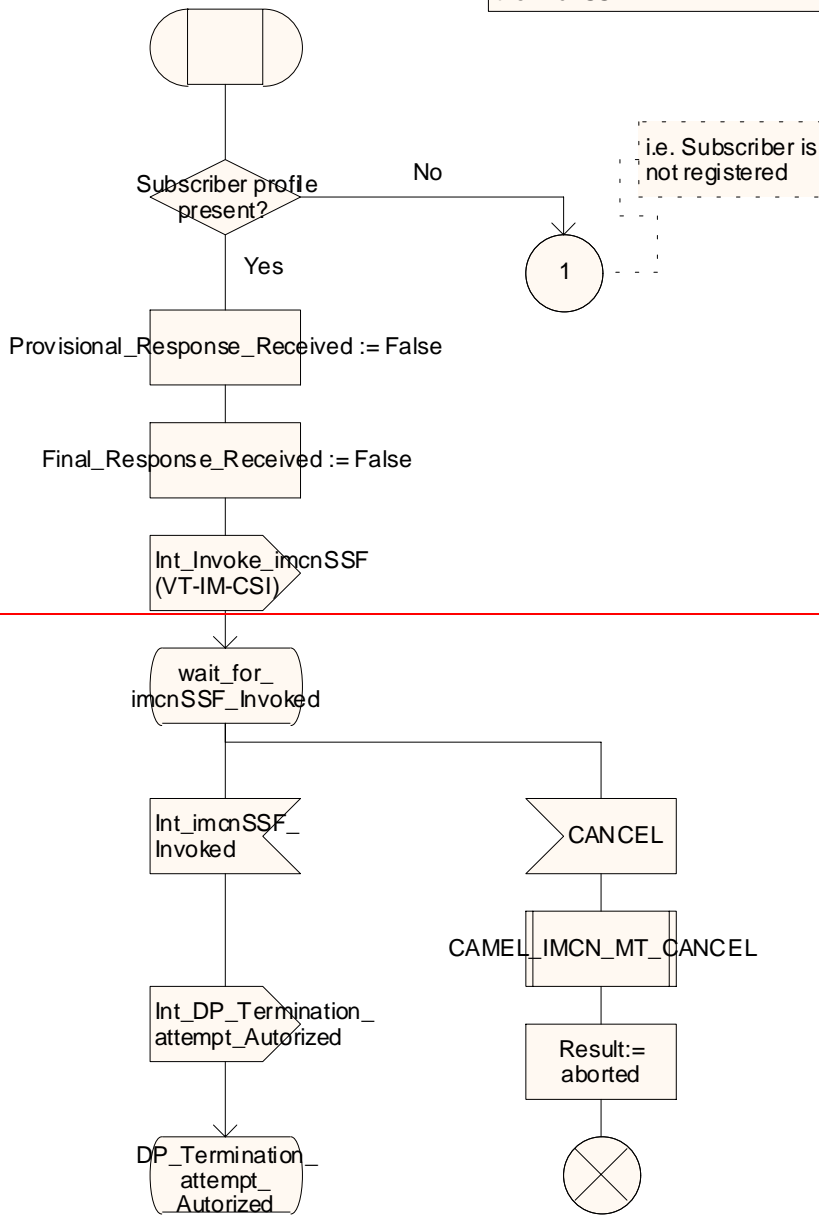 i.e. Subscriber is
not registered
Subscriber profile
present?
No
1
Yes
Provisional_Response_Received := False
Final_Response_Received := False
Int_Invoke_imcnSSF
(VT-IM-CSI)
wait_for_
imcnSSF_Invoked
Int_imcnSSF_
Invoked
CANCEL
CAMEL_IMCN_MT_CANCEL
Int_DP_Termination_
attempt_Autorized
Result:=
aborted
DP_Termination_
attempt_
Autorized